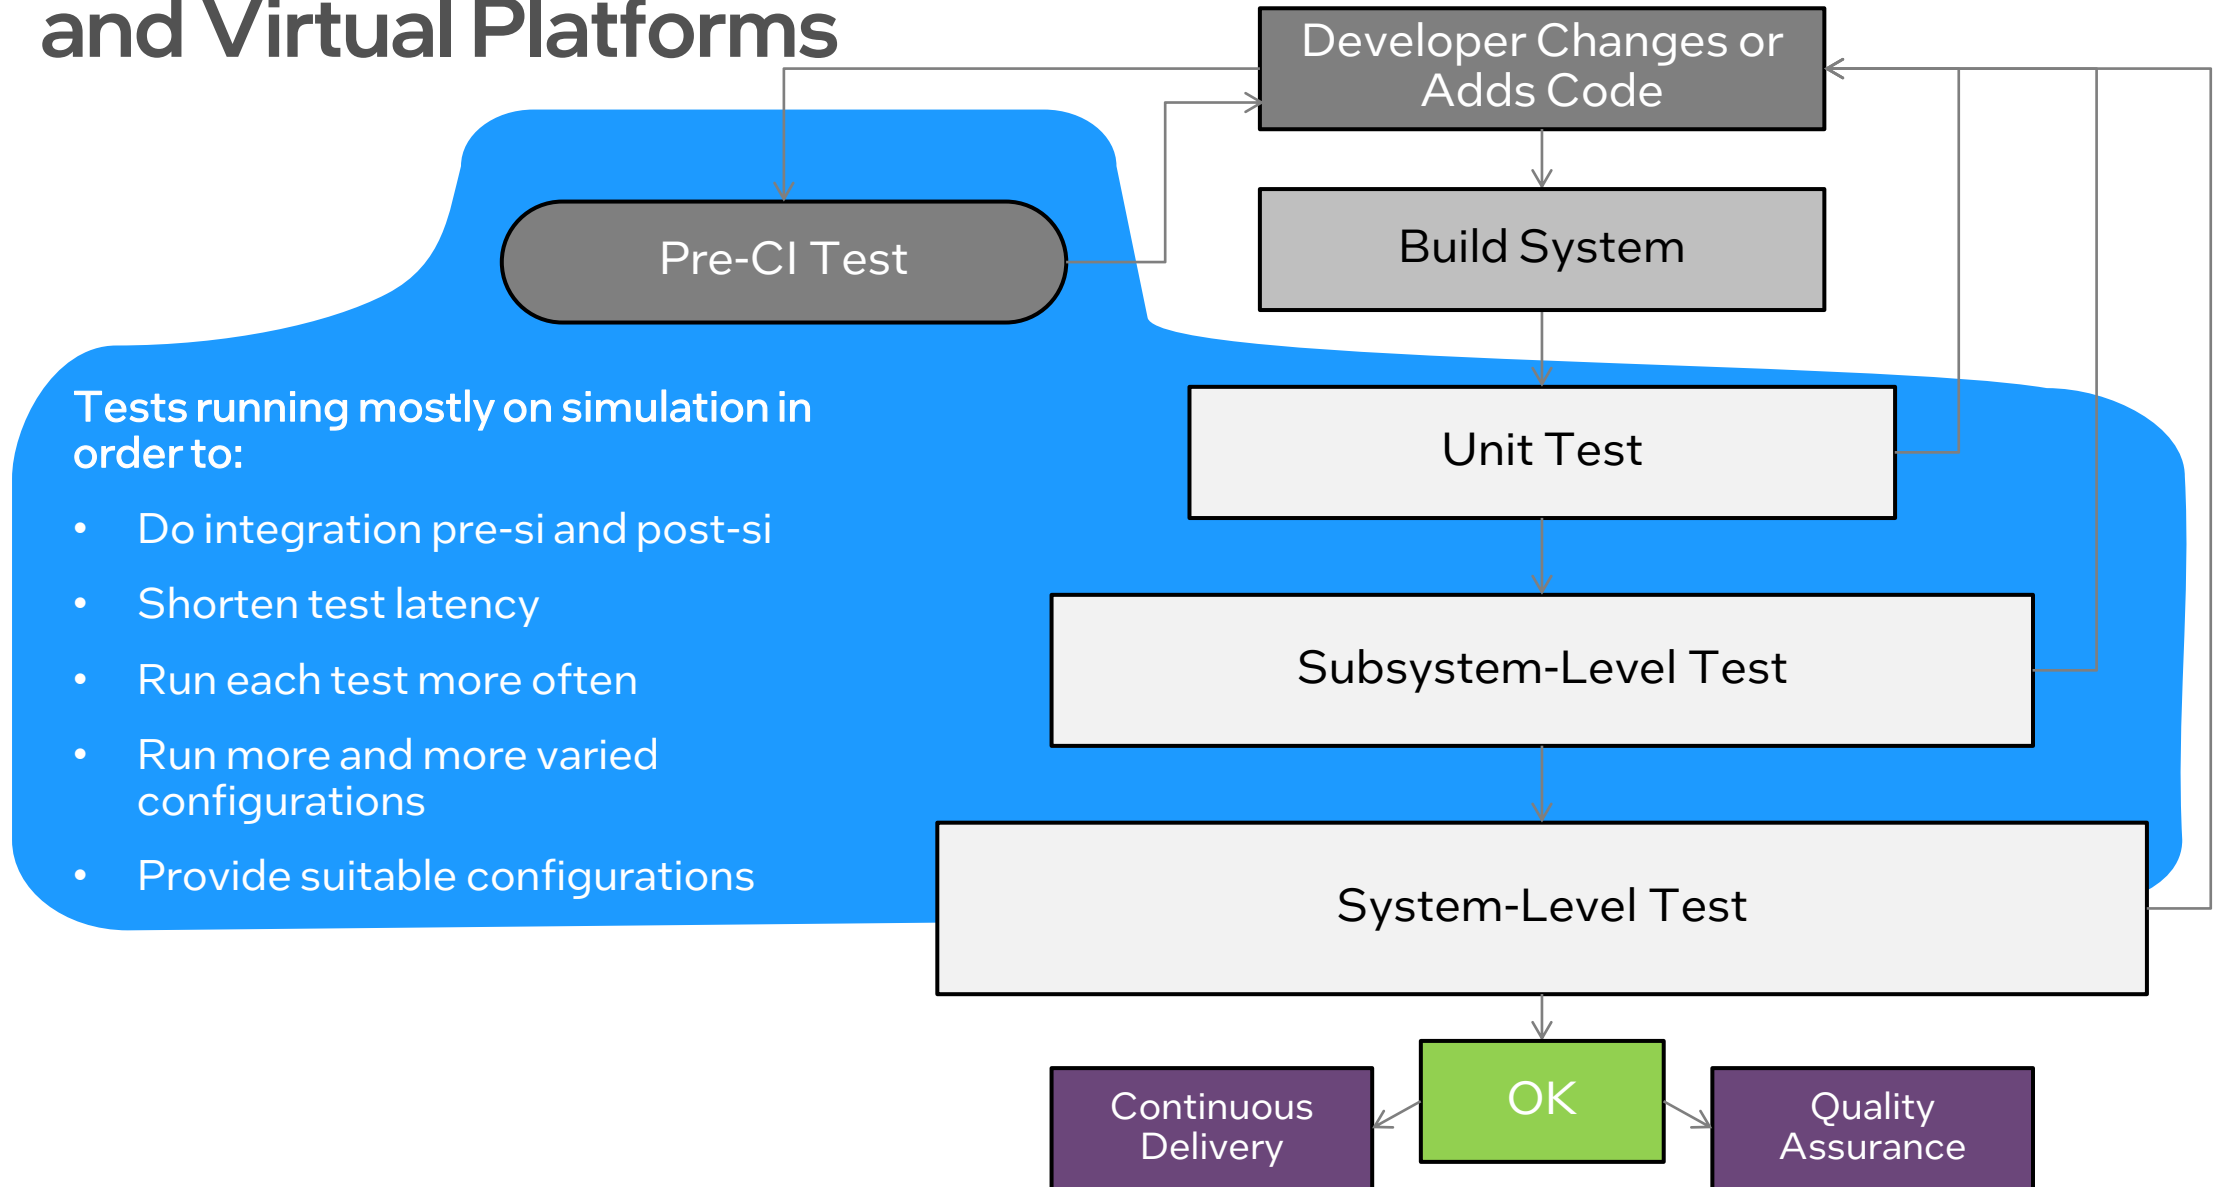 and Virtual Platforms
Developer Changes or
Adds Code
Pre-CI Test
Build System
Tests running mostly on simulation in
order to:
• Do integration pre-si and post-si
• Shorten test latency
• Run each test more often
• Run more and more varied
configurations
• Provide suitable configurations
Unit Test
Subsystem-Level Test
System-Level Test
OK
Continuous
Delivery
Quality
Assurance